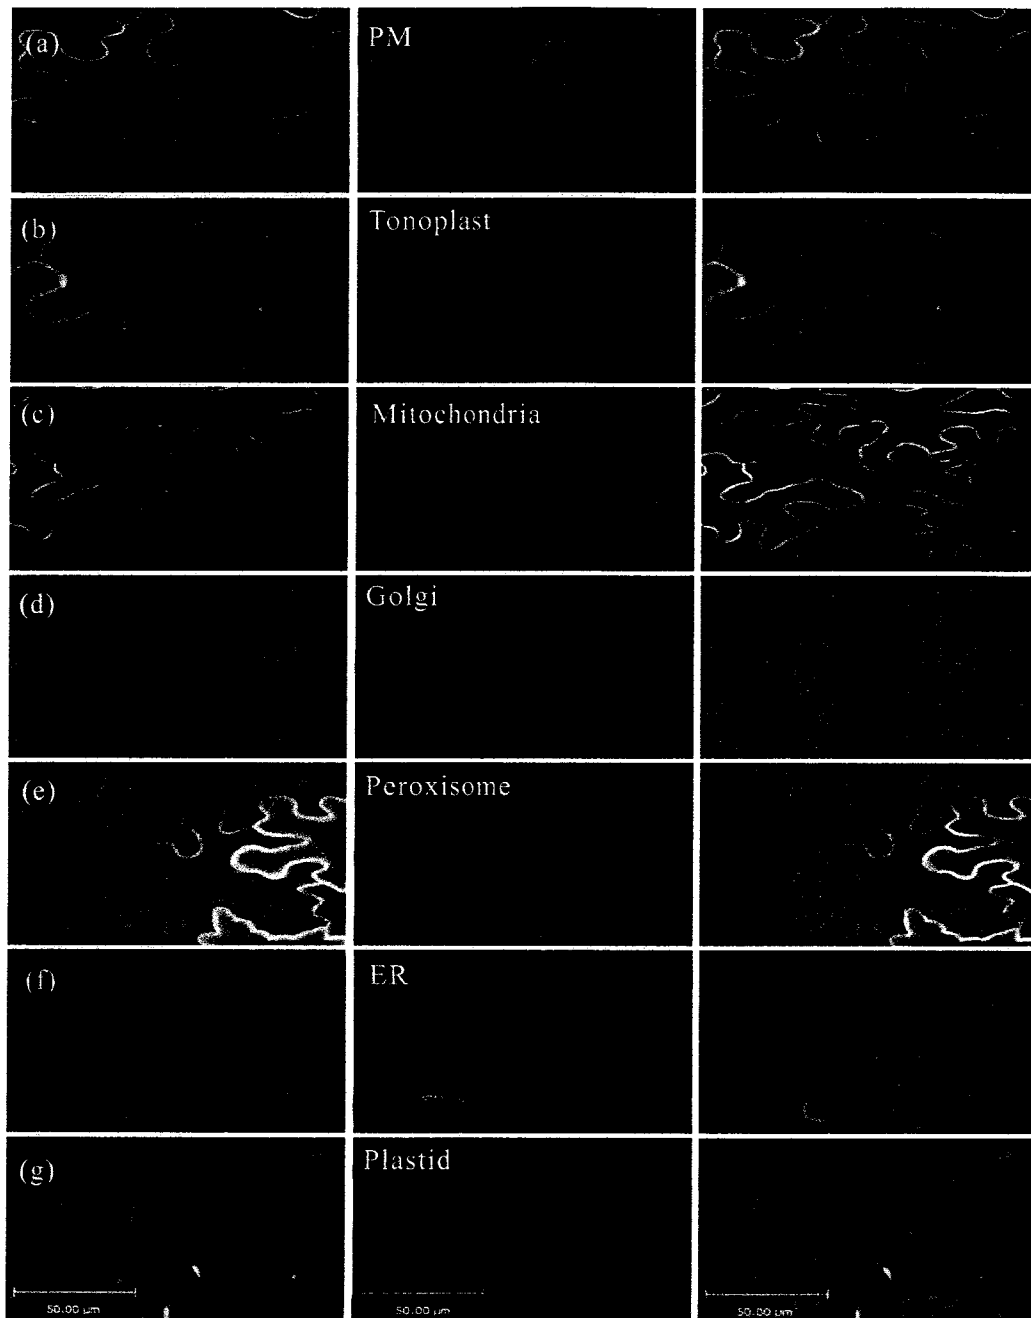 (a)
PM
(b)
Tonoplast
(c)
Mitochondria
(d)
Golgi
(e)
Peroxisome
(f)
ER
(g)
Plastid
50.00 µm
50.00 µm
50.00 µm